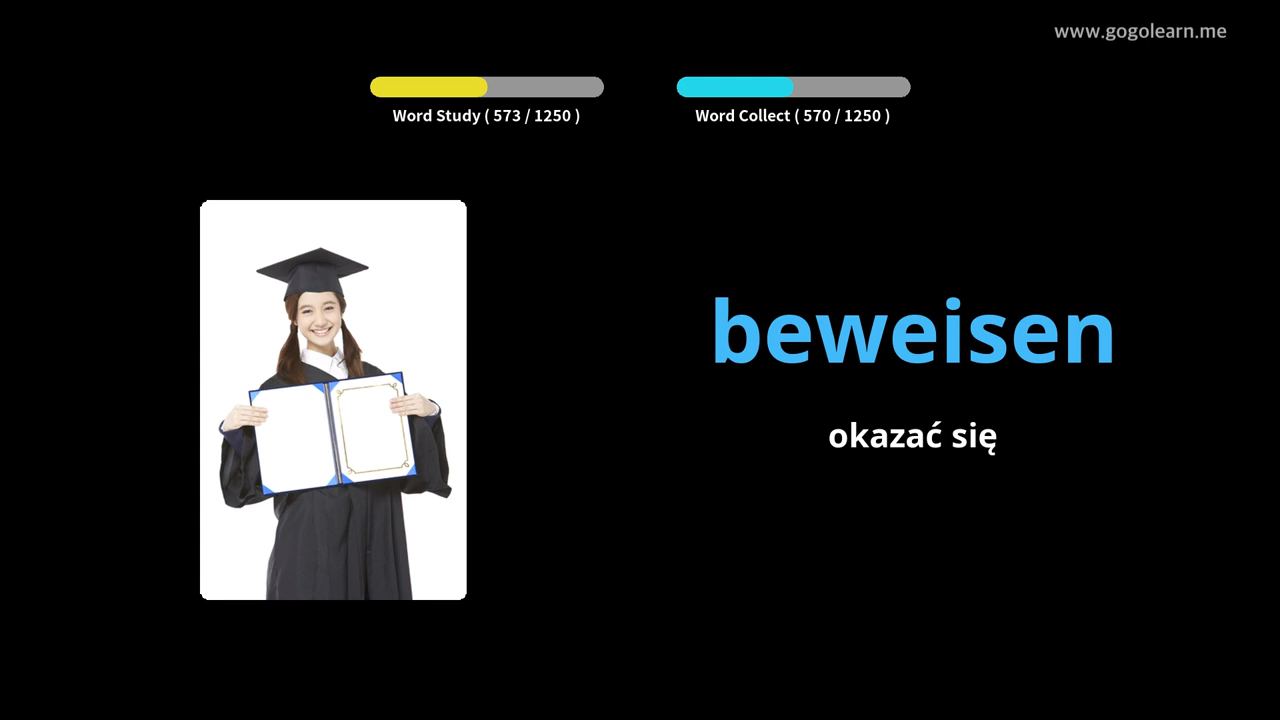 www.gogolearn.me
Word Study ( 573 / 1250 )
Word Collect ( 570 / 1250 )
beweisen
okazać się